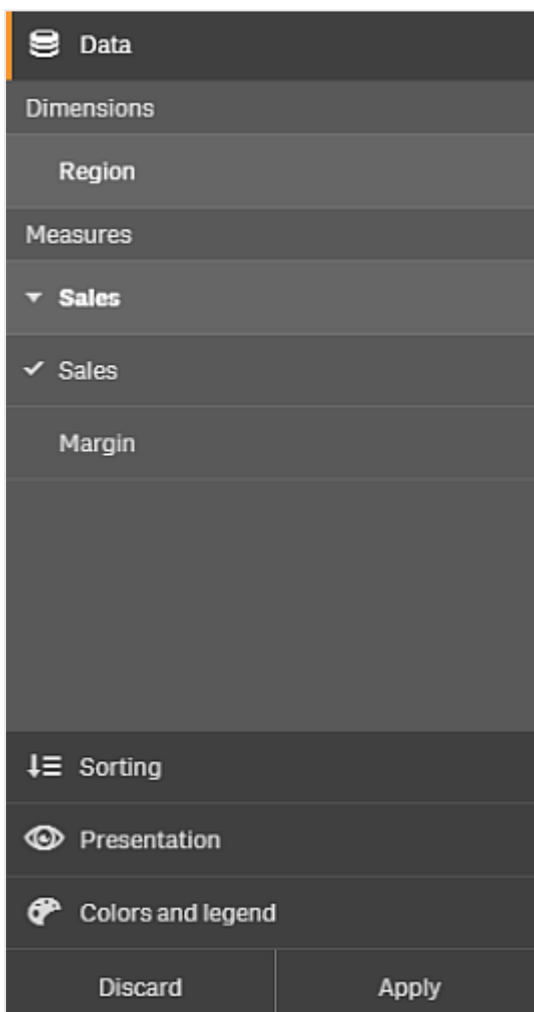 Data
Dimensions
Region
Measures
Sales
Sales
Margin
Sorting
Presentation
Colors and legend
Discard Apply